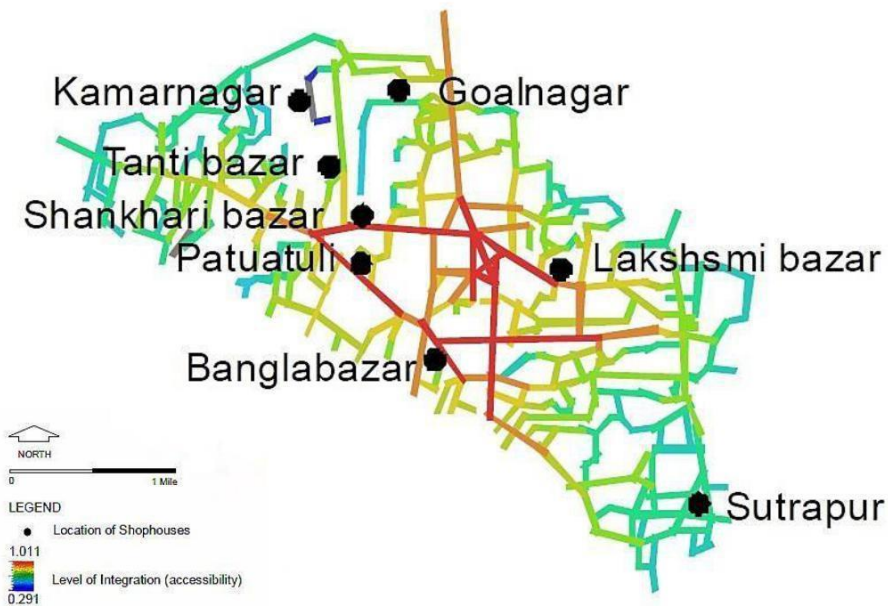 Kamarnagar
Goalnagar
Tanti bazar
Shankhari bazar
Patuatuli
Lakshsmi bazar
Banglabazar
Sutrapur
NORTH
0 1 Mile
LEGEND
Location of Shophouses
1.011
Level of Integration (accessibility)
0.291